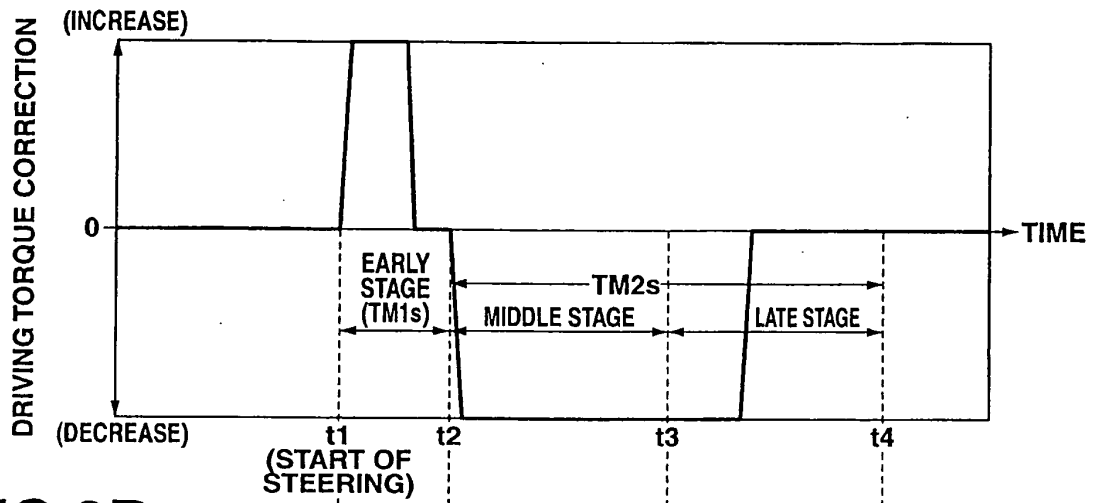 (INCREASE)
DRIVING TORQUE CORRECTION
0
TIME
EARLY
STAGE
(TM1s)
TM2s
MIDDLE STAGE
LATE STAGE
(DECREASE)
t1
t2
t3
t4
(START OF
STEERING)